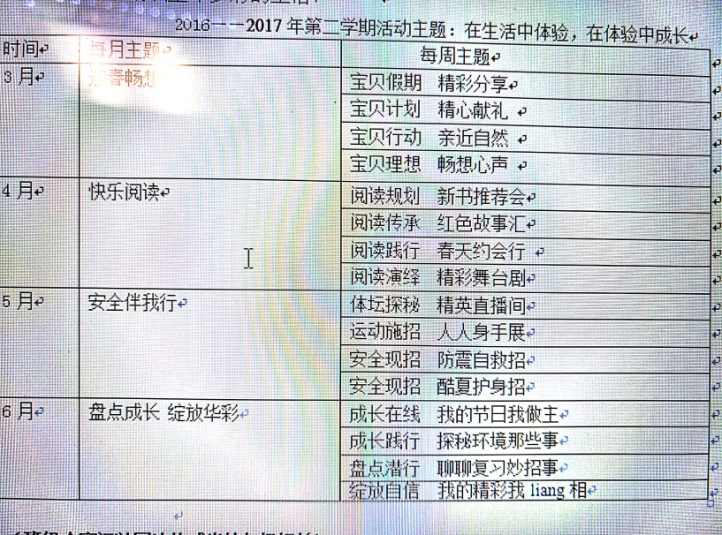 2016——2017年第二学期活动主题：在生活中体验，在体验中成长
时间 每月主题 每周主题
3月 迎春畅想 宝贝假期 精彩分享
宝贝计划 精心献礼
宝贝行动 亲近自然
宝贝理想 畅想心声
4月 快乐阅读 阅读规划 新书推荐会
阅读传承 红色故事汇
阅读践行 春天约会行
阅读演绎 精彩舞台剧
5月 安全伴我行 体坛探秘 精英直播间
运动施招 人人身手展
安全现招 防震自救招
安全现招 酷夏护身招
6月 盘点成长 绽放华彩 成长在线 我的节日我做主
成长践行 探秘环境那些事
盘点潜行 聊聊复习妙招事
绽放自信 我的精彩我liang相